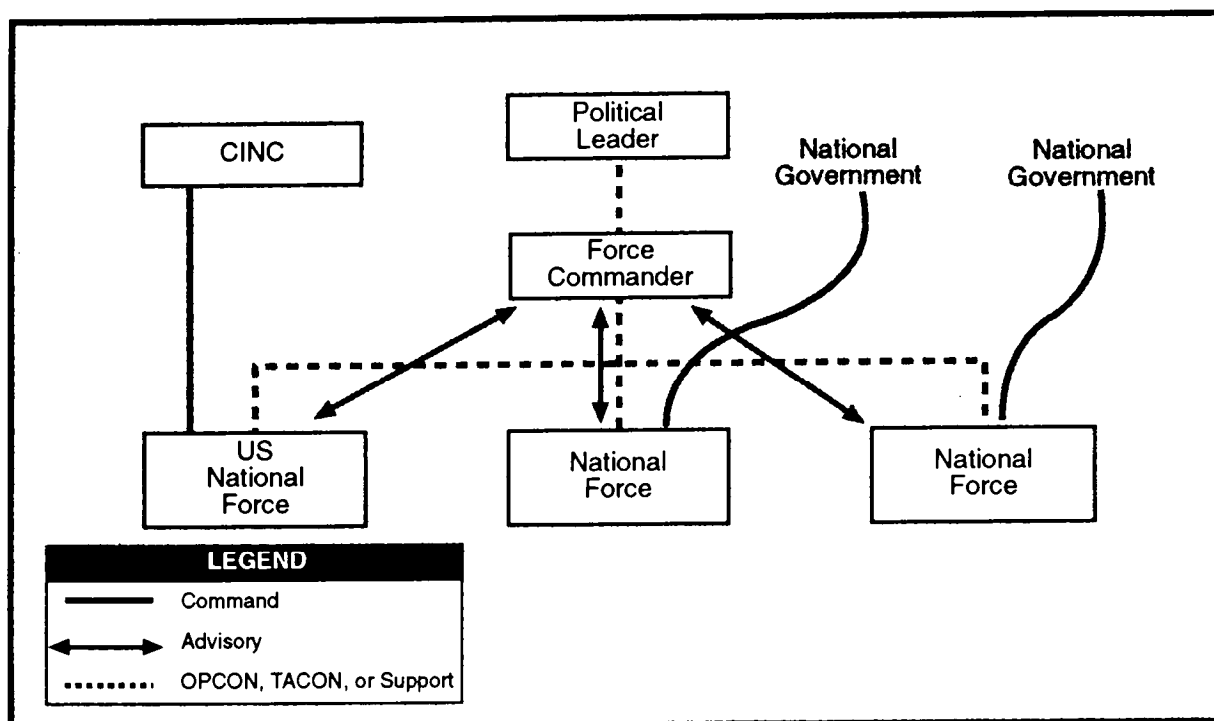 CINC
Political
Leader
National
Government
National
Government
Force
Commander
US
National
Force
National
Force
National
Force
LEGEND
Command
Advisory
OPCON, TACON, or Support